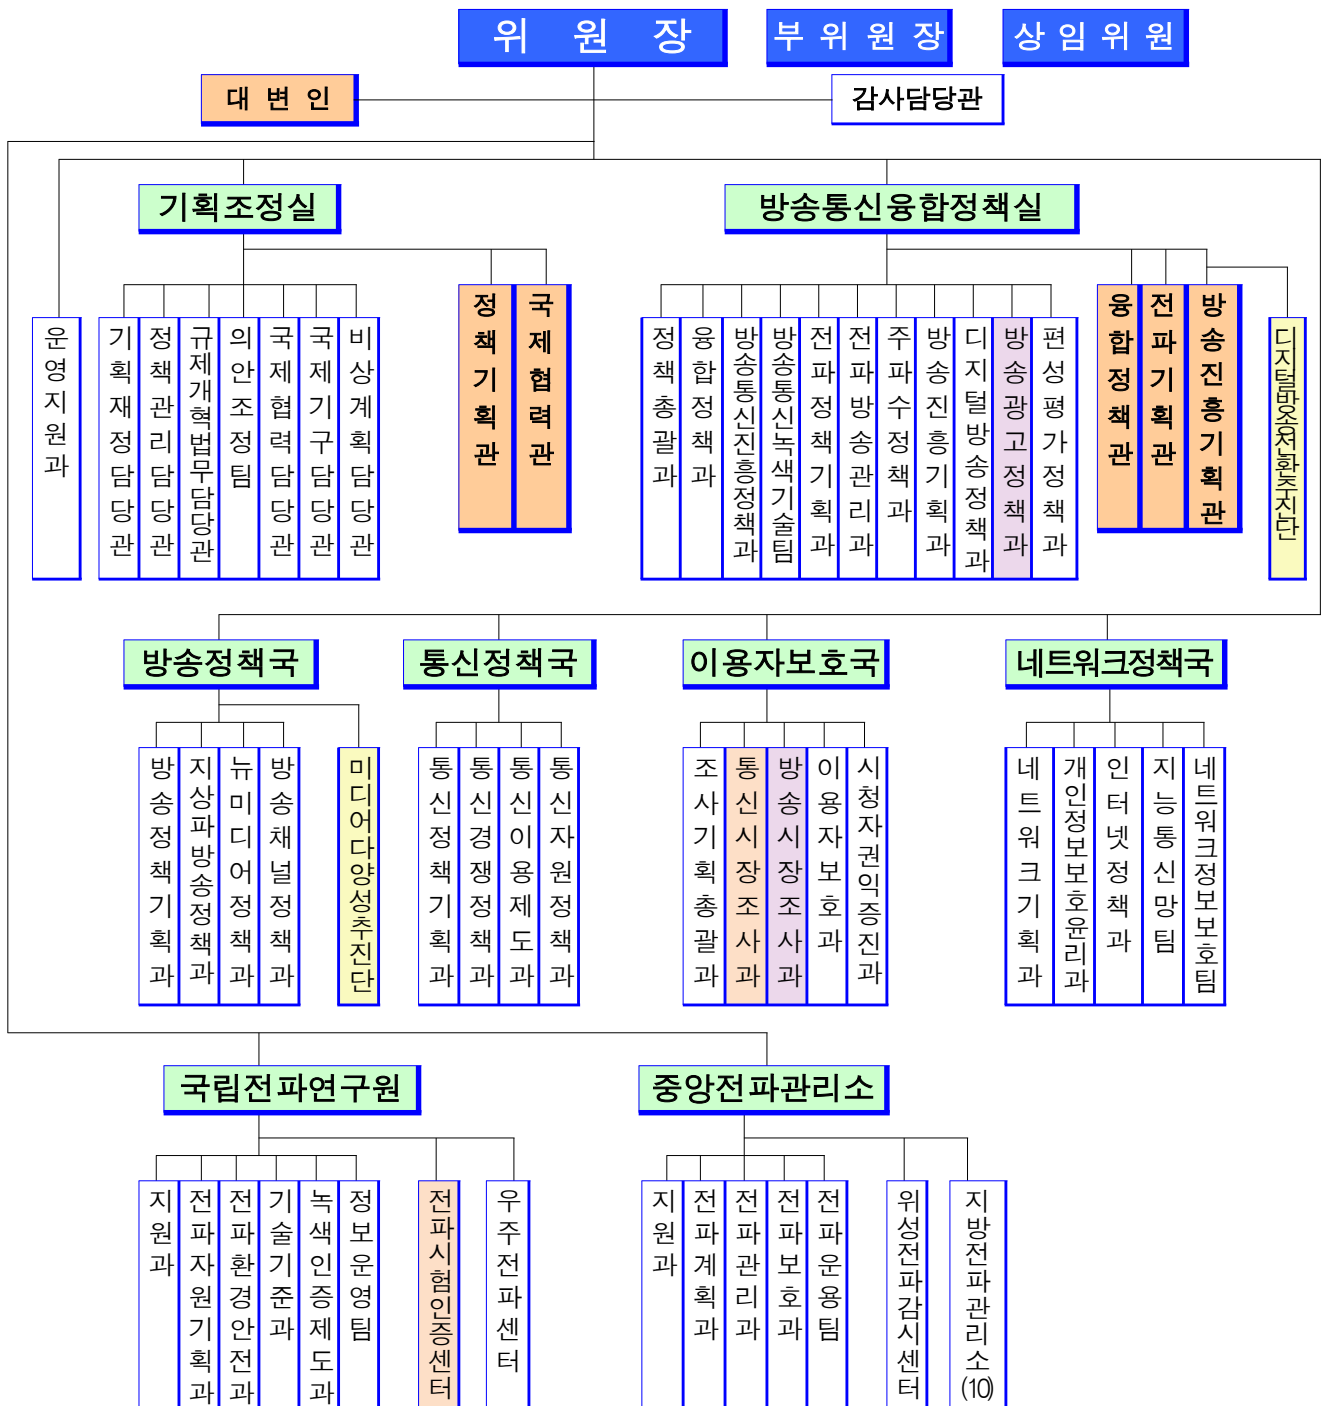 위 원 장
부 위 원 장
상 임 위 원
대 변 인
감사담당관
기획조정실
방송통신융합정책실
운영지원과
기획재정담당관
정책관리담당관
규제개혁법무담당관
의안조정팀
국제협력담당관
국제기구담당관
비상계획담당관
정책기획관
국제협력관
정책총괄과
융합정책과
방송통신진흥정책과
방송통신녹색기술팀
전파정책기획과
전파방송관리과
주파수정책과
방송진흥기획과
디지털방송정책과
방송광고정책과
편성평가정책과
융합정책관
전파기획관
방송진흥기획관
디지털방송전환추진단
방송정책국
통신정책국
이용자보호국
네트워크정책국
방송정책기획과
지상파방송정책과
뉴미디어정책과
방송채널정책과
미디어다양성추진단
통신정책기획과
통신경쟁정책과
통신이용제도과
통신자원정책과
조사기획총괄과
통신시장조사과
방송시장조사과
이용자보호과
시청자권익증진과
네트워크기획과
개인정보보호윤리과
인터넷정책과
지능통신망팀
네트워크정보보호팀
국립전파연구원
중앙전파관리소
지원과
전파자원기획과
전파환경안전과
기술기준과
녹색인증제도과
정보운영팀
전파시험인증센터
우주전파센터
지원과
전파계획과
전파관리과
전파보호과
전파운용팀
위성전파감시센터
지방전파관리소(10)